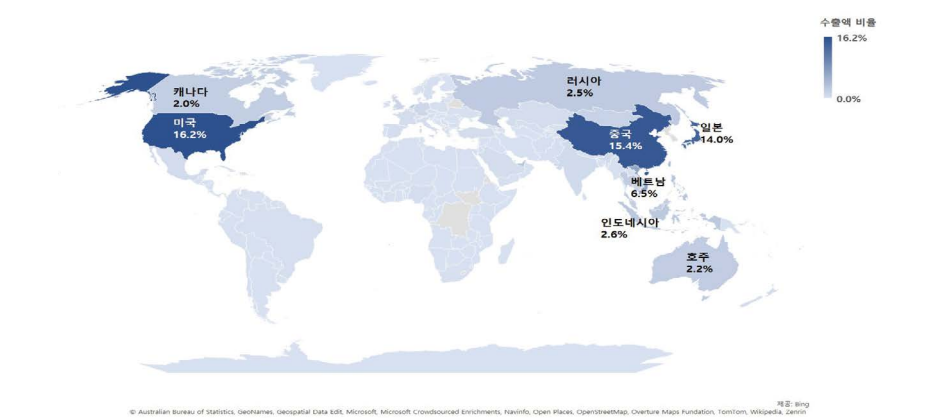 수출액 비율
16.2%
0.0%
캐나다
2.0%
미국
16.2%
러시아
2.5%
중국
15.4%
일본
14.0%
베트남
6.5%
인도네시아
2.6%
호주
2.2%
제공: Bing
© Australian Bureau of Statistics, GeoNames, Geospatial Data Edit, Microsoft, Microsoft Crowdsourced Enrichments, Navinfo, Open Places, OpenStreetMap, Overture Maps Fundation, TomTom, Wikipedia, Zenrin